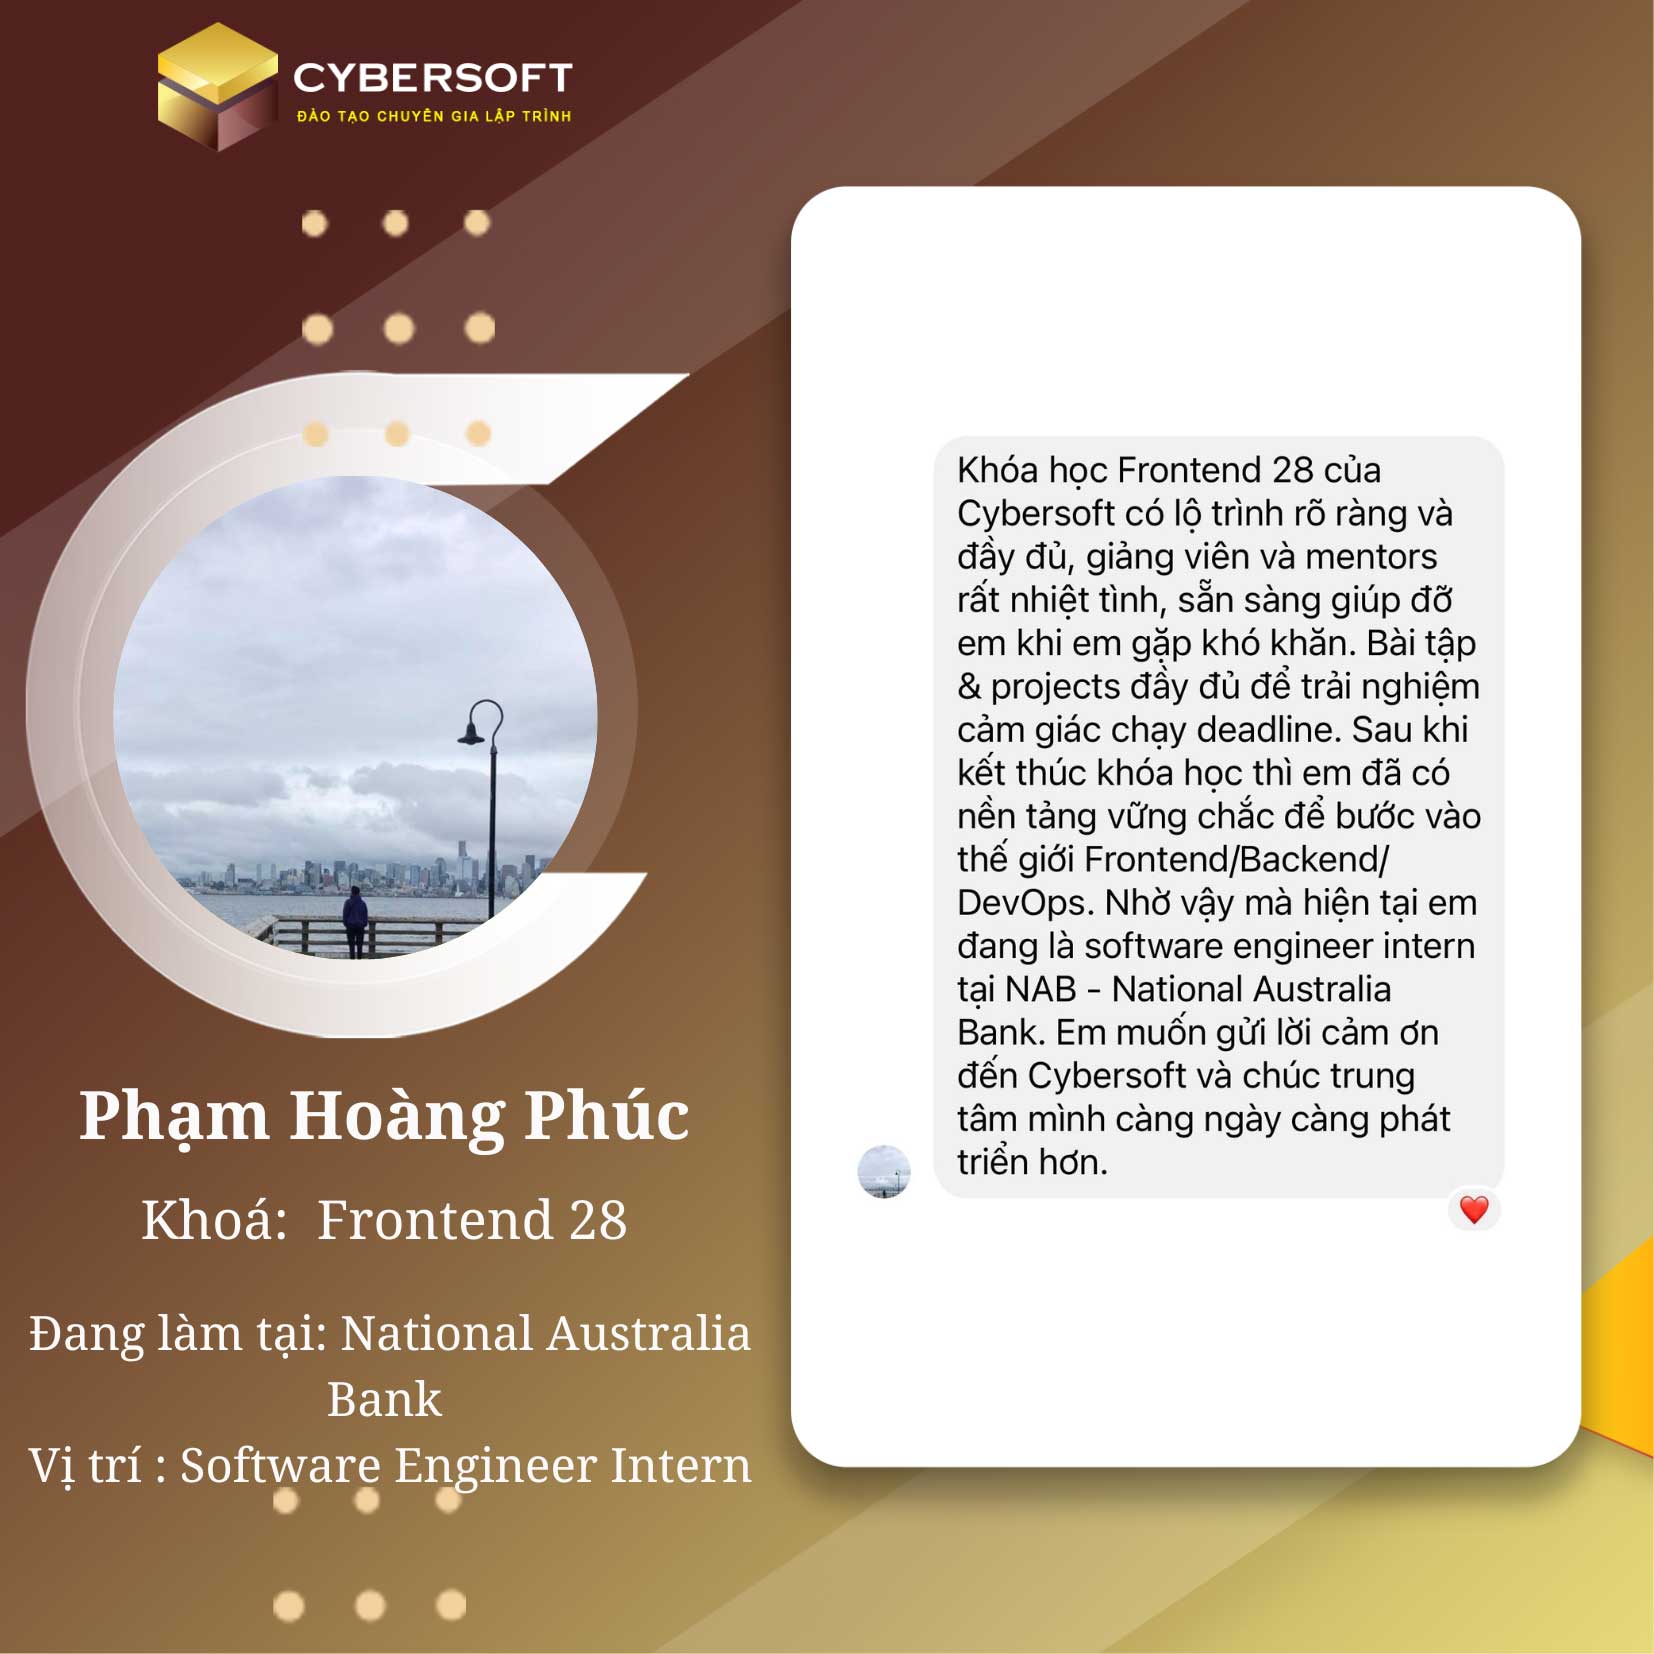 CYBERSOFT
ĐÀO TẠO CHUYÊN GIA LẬP TRÌNH
Phạm Hoàng Phúc
Khoá: Frontend 28
Đang làm tại: National Australia
Bank
Vị trí : Software Engineer Intern
Khóa học Frontend 28 của
Cybersoft có lộ trình rõ ràng và
đầy đủ, giảng viên và mentors
rất nhiệt tình, sẵn sàng giúp đỡ
em khi em gặp khó khăn. Bài tập
& projects đầy đủ để trải nghiệm
cảm giác chạy deadline. Sau khi
kết thúc khóa học thì em đã có
nền tảng vững chắc để bước vào
thế giới Frontend/Backend/
DevOps. Nhờ vậy mà hiện tại em
đang là software engineer intern
tại NAB - National Australia
Bank. Em muốn gửi lời cảm ơn
đến Cybersoft và chúc trung
tâm mình càng ngày càng phát
triển hơn.